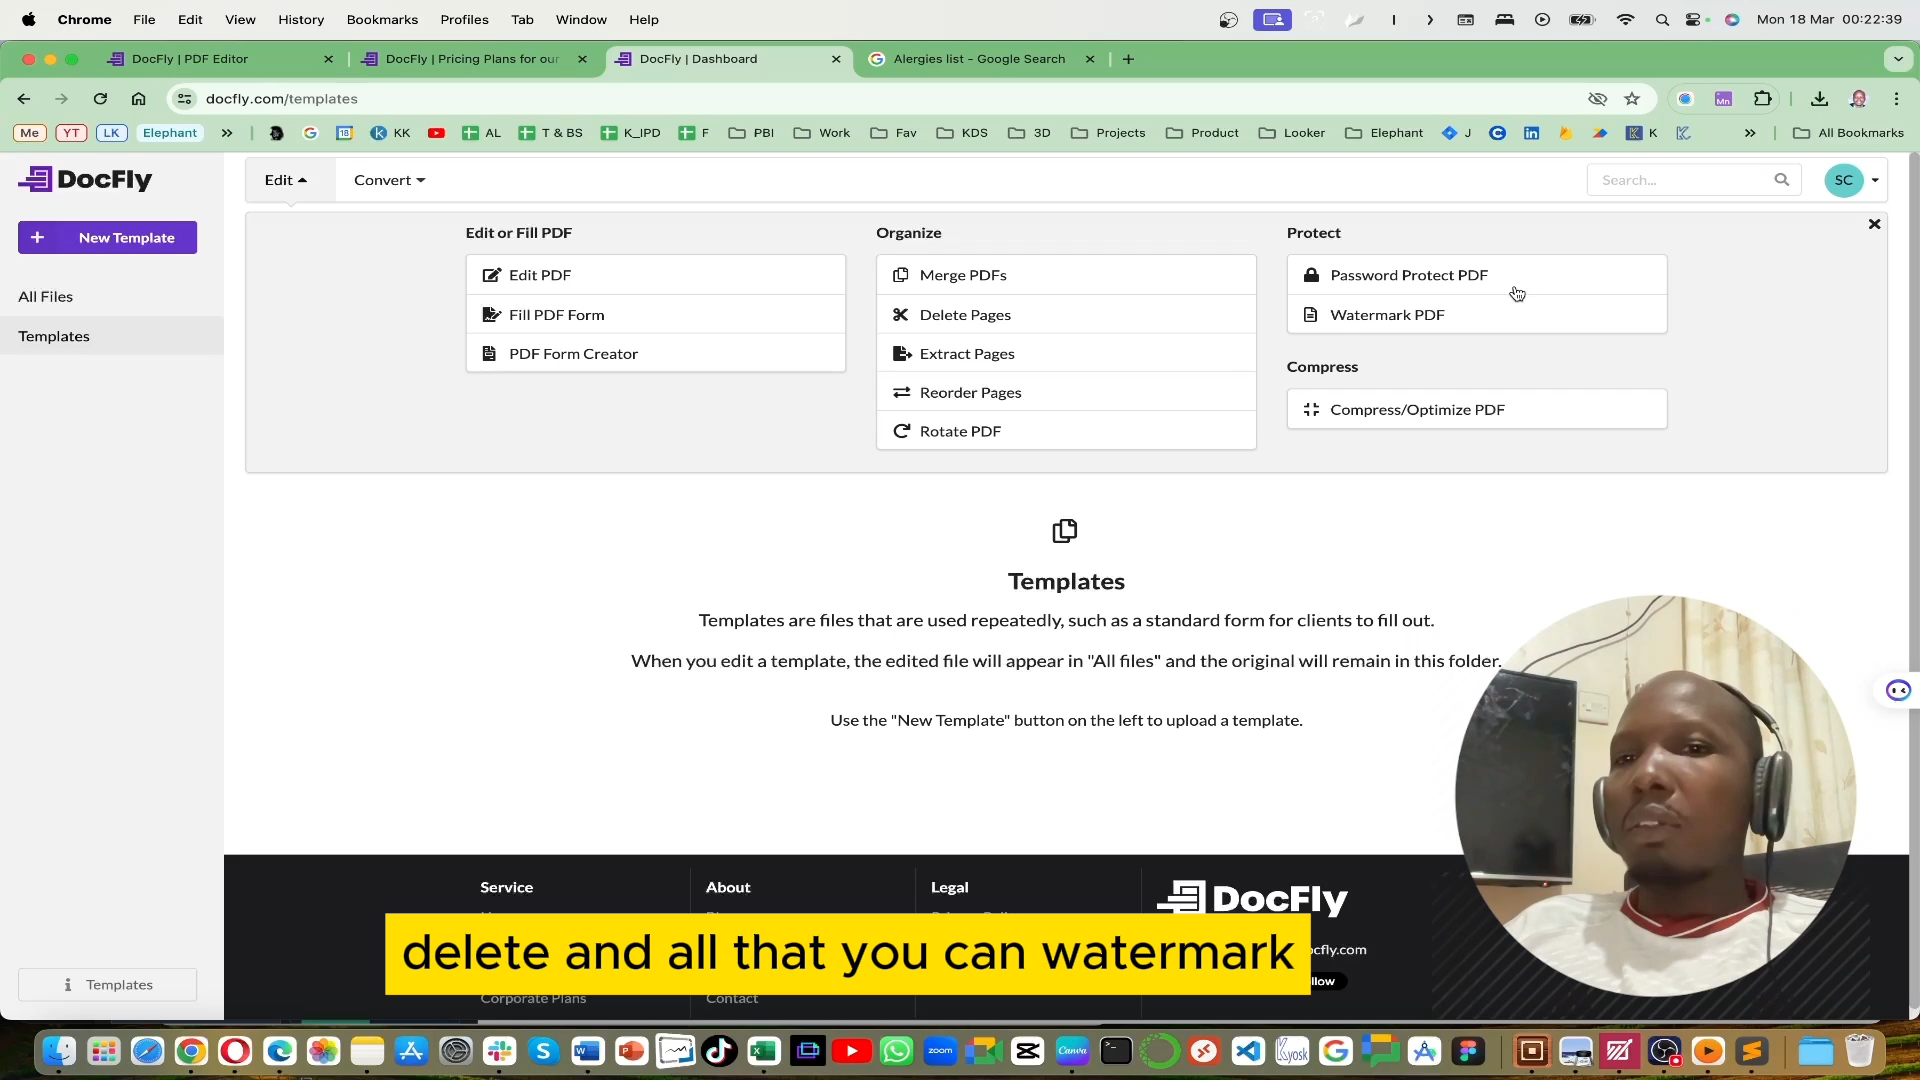 Chrome File Edit View History Bookmarks Profiles Tab Window Help Mon 18 Mar 00:22:39
DocFly | PDF Editor
DocFly | Pricing Plans for our
DocFly | Dashboard
Alergies list - Google Search
docfly.com/templates
Me YT LK Elephant KK AL T & BS K_IPD F PBI Work Fav KDS 3D Projects Product Looker Elephant J K All Bookmarks
DocFly
Edit
Convert
Search...
SC
New Template
All Files
Templates
Edit or Fill PDF
Edit PDF
Fill PDF Form
PDF Form Creator
Organize
Merge PDFs
Delete Pages
Extract Pages
Reorder Pages
Rotate PDF
Protect
Password Protect PDF
Watermark PDF
Compress
Compress/Optimize PDF
Templates
Templates are files that are used repeatedly, such as a standard form for clients to fill out.
When you edit a template, the edited file will appear in "All files" and the original will remain in this folder.
Use the "New Template" button on the left to upload a template.
Service
About
Legal
DocFly
delete and all that you can watermark
ocfly.com
Corporate Plans
Contact
Templates
zoom
Canva
Kyosk